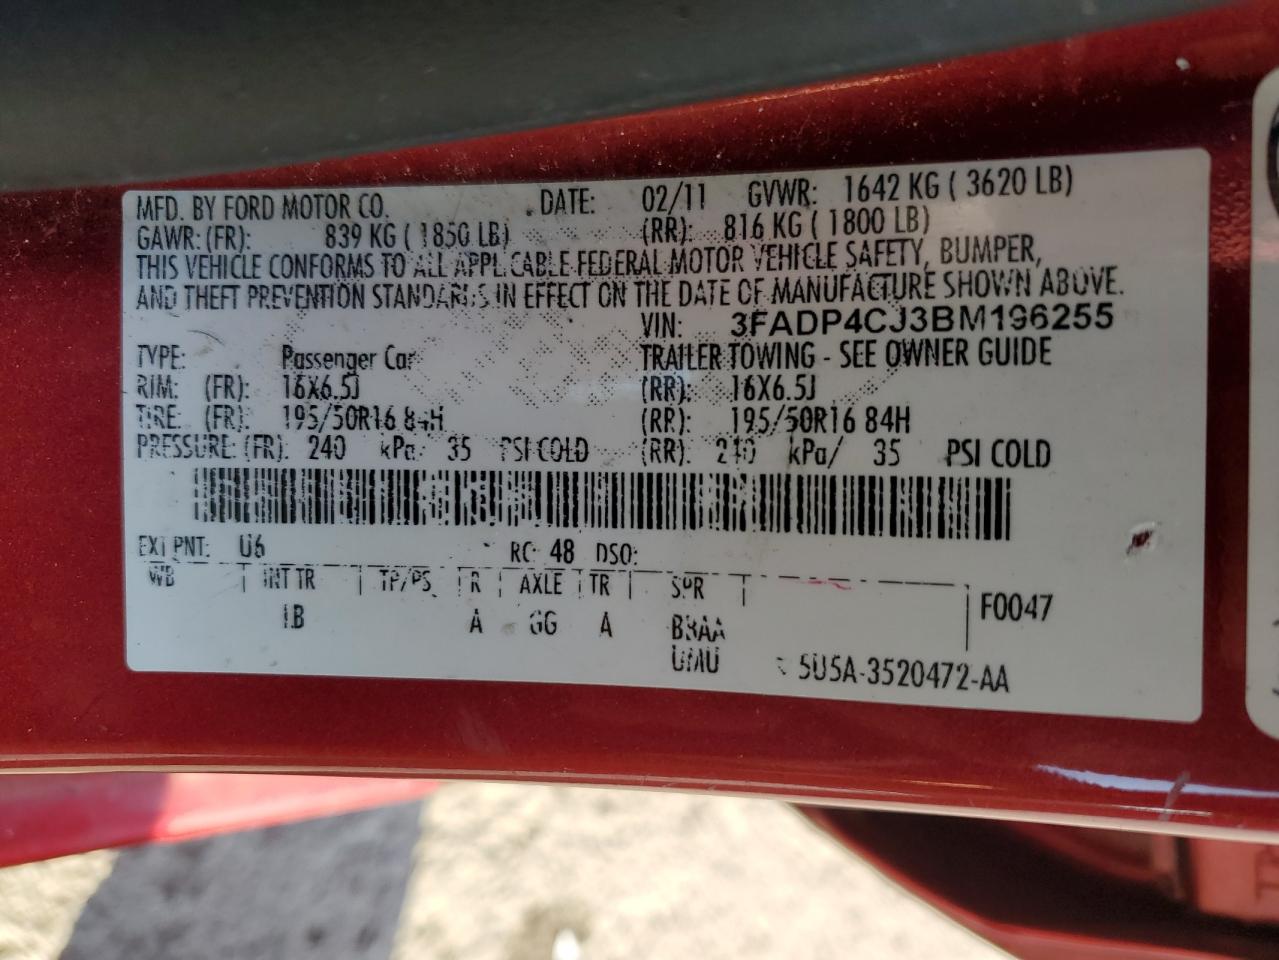 MFD. BY FORD MOTOR CO. DATE: 02/11 GVWR: 1642 KG ( 3620 LB)
GAWR: (FR): 839 KG ( 1850 LB) (RR): 816 KG ( 1800 LB)
THIS VEHICLE CONFORMS TO ALL APPLICABLE FEDERAL MOTOR VEHICLE SAFETY, BUMPER,
AND THEFT PREVENTION STANDARDS IN EFFECT ON THE DATE OF MANUFACTURE SHOWN ABOVE.
VIN: 3FADP4CJ3BM196255
TYPE: Passenger Car TRAILER TOWING - SEE OWNER GUIDE
RIM: (FR): 16X6.5J (RR): 16X6.5J
TIRE: (FR): 195/50R16 84H (RR): 195/50R16 84H
PRESSURE: (FR): 240 kPa/ 35 PSI COLD (RR): 240 kPa/ 35 PSI COLD
EXT PNT: U6 RC: 48 DSO:
WB INT TR TP/PS R AXLE TR SPR
LB A GG A BBAA F0047
UMU 5U5A-3520472-AA